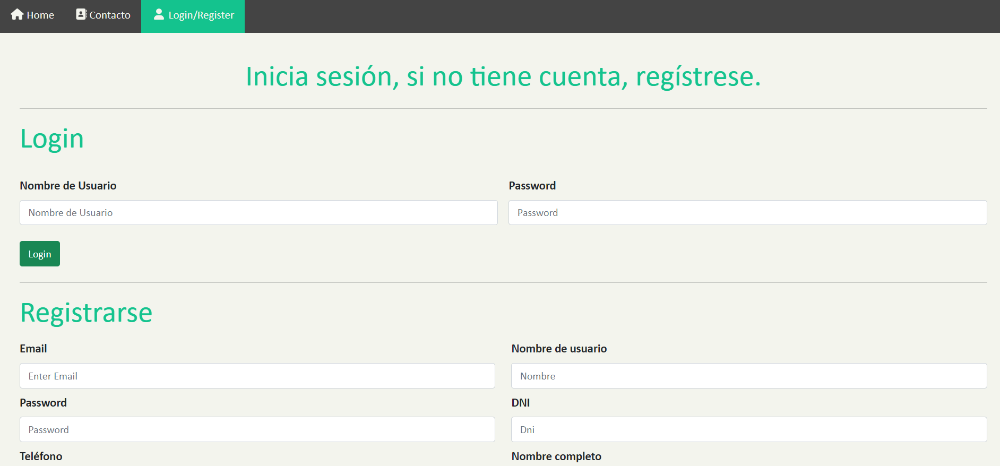 Home Contacto Login/Register
Inicia sesión, si no tiene cuenta, regístrese.
Login
Nombre de Usuario Password
Nombre de Usuario Password
Login
Registrarse
Email Nombre de usuario
Enter Email Nombre
Password DNI
Password Dni
Teléfono Nombre completo